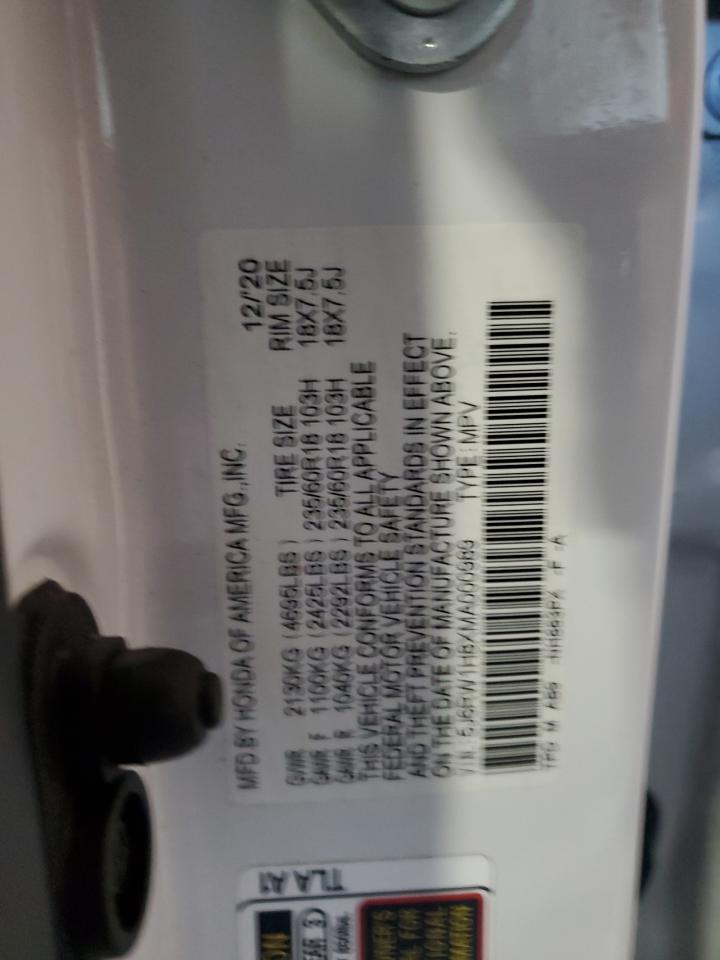 MFD BY HONDA OF AMERICA MFG.,INC. 12/'20
TIRE SIZE RIM SIZE
GVWR 2130KG (4695LBS)
GAWR F 1100KG (2425LBS) 235/60R18 103H 18X7.5J
GAWR R 1040KG (2292LBS) 235/60R18 103H 18X7.5J
THIS VEHICLE CONFORMS TO ALL APPLICABLE
FEDERAL MOTOR VEHICLE SAFETY
AND THEFT PREVENTION STANDARDS IN EFFECT
ON THE DATE OF MANUFACTURE SHOWN ABOVE.
V.I.N. TYPE: MPV
TLA A1